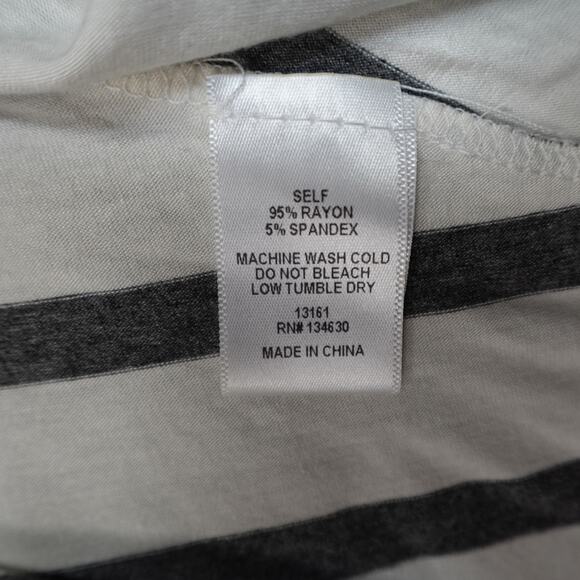 SELF
95% RAYON
5% SPANDEX
MACHINE WASH COLD
DO NOT BLEACH
LOW TUMBLE DRY
13161
RN# 134630
MADE IN CHINA